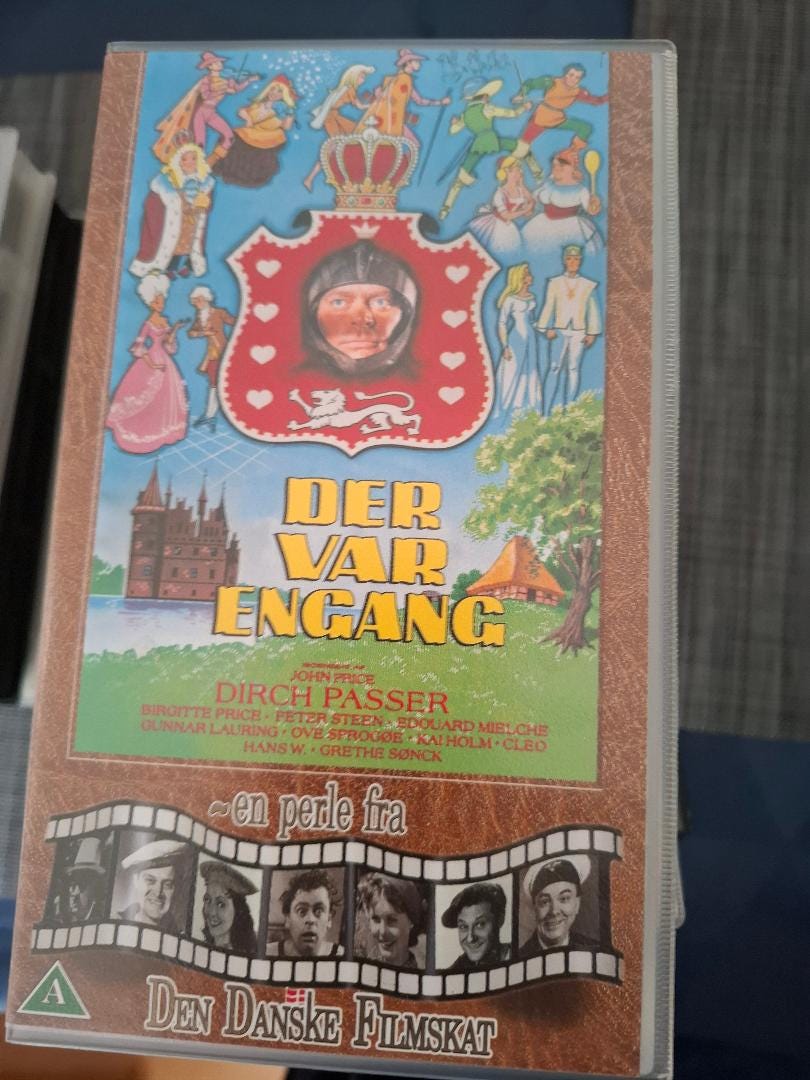 DER
VAR
ENGANG
JOHN PRICE
DIRCH PASSER
BIRGITTE PRICE · PETER STEEN · EDOUARD MIELCHE
GUNNAR LAURING · OVE SPROGØE · KAI HOLM · CLEO
HANS W. · GRETHE SØNCK
~en perle fra
A
DEN DANSKE FILMSKAT